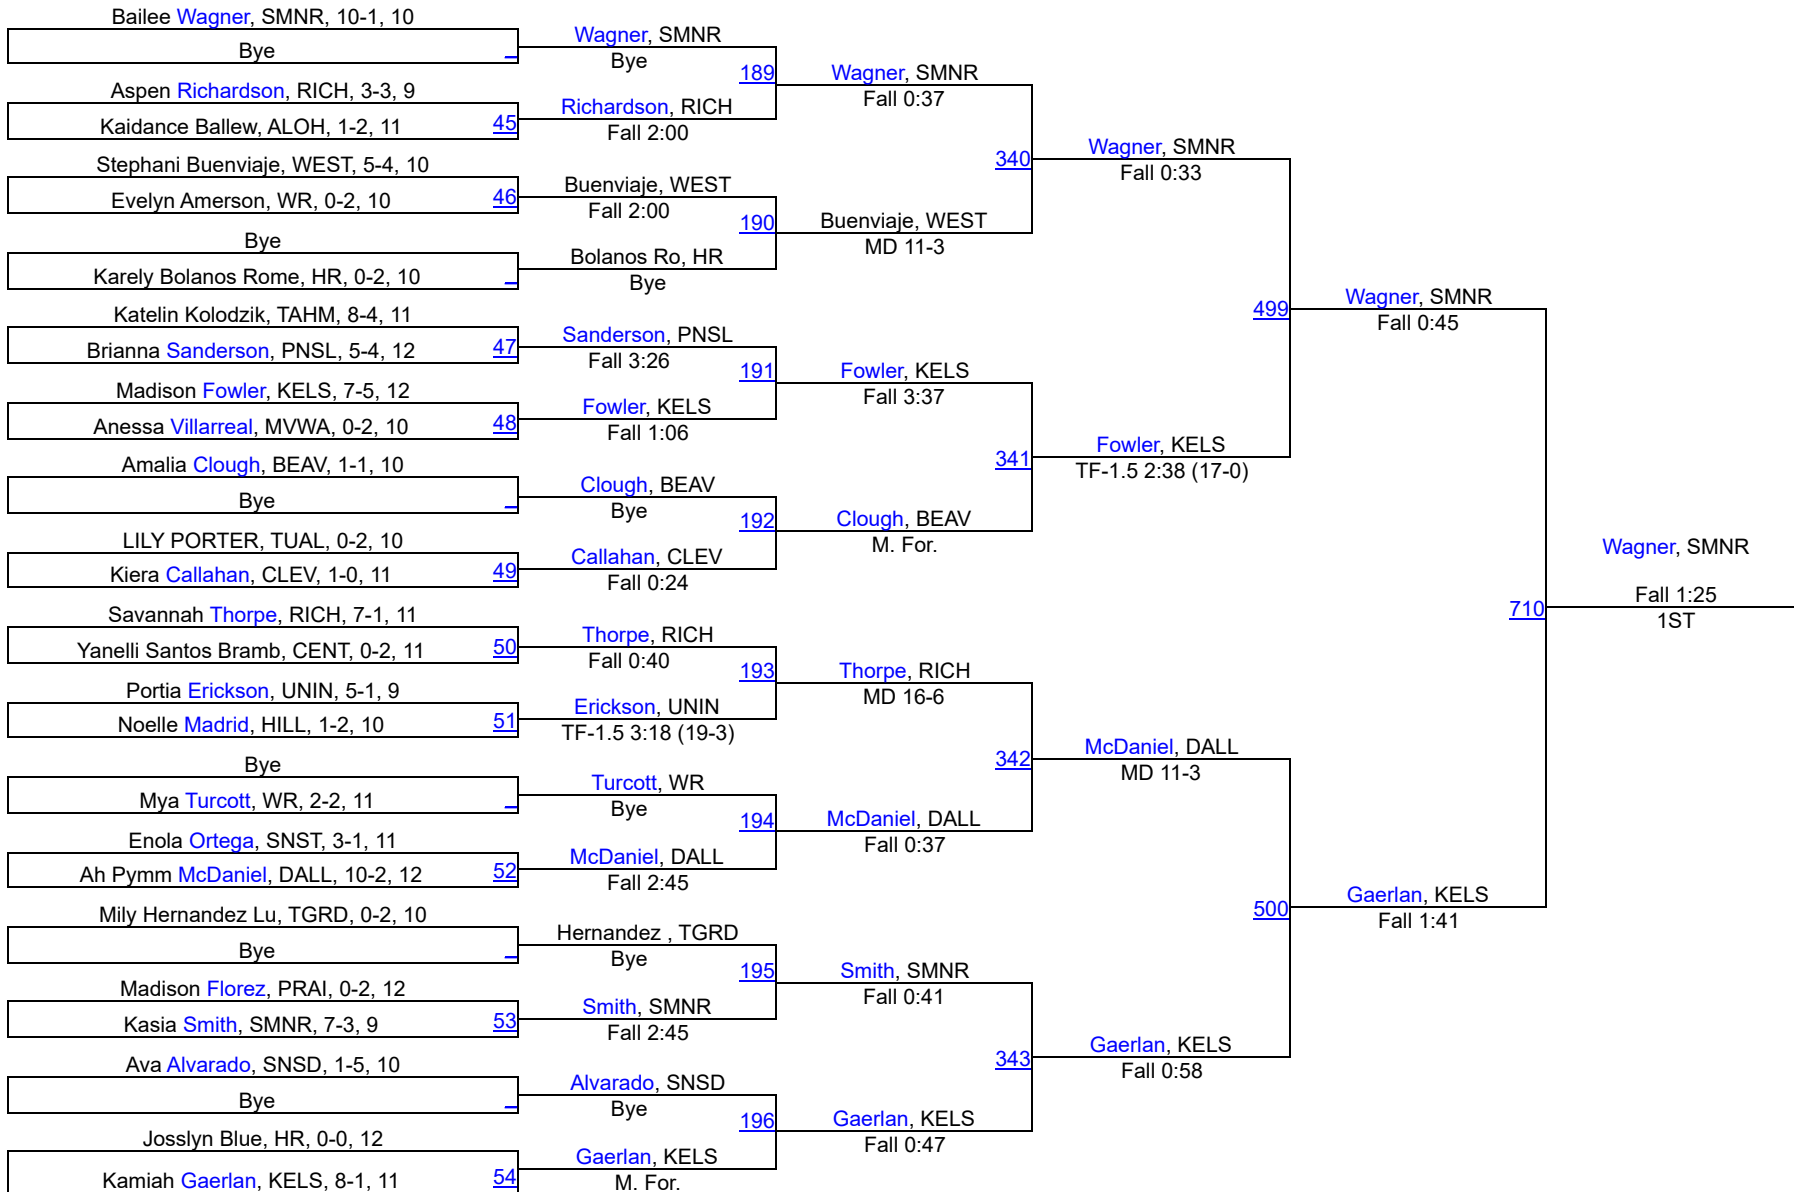 Bailee Wagner, SMNR, 10-1, 10
Bye
_
Aspen Richardson, RICH, 3-3, 9
Kaidance Ballew, ALOH, 1-2, 11
45
Stephani Buenviaje, WEST, 5-4, 10
Evelyn Amerson, WR, 0-2, 10
46
Bye
Karely Bolanos Rome, HR, 0-2, 10
_
Katelin Kolodzik, TAHM, 8-4, 11
Brianna Sanderson, PNSL, 5-4, 12
47
Madison Fowler, KELS, 7-5, 12
Anessa Villarreal, MVWA, 0-2, 10
48
Amalia Clough, BEAV, 1-1, 10
Bye
_
LILY PORTER, TUAL, 0-2, 10
Kiera Callahan, CLEV, 1-0, 11
49
Savannah Thorpe, RICH, 7-1, 11
Yanelli Santos Bramb, CENT, 0-2, 11
50
Portia Erickson, UNIN, 5-1, 9
Noelle Madrid, HILL, 1-2, 10
51
Bye
Mya Turcott, WR, 2-2, 11
_
Enola Ortega, SNST, 3-1, 11
Ah Pymm McDaniel, DALL, 10-2, 12
52
Mily Hernandez Lu, TGRD, 0-2, 10
Bye
_
Madison Florez, PRAI, 0-2, 12
Kasia Smith, SMNR, 7-3, 9
53
Ava Alvarado, SNSD, 1-5, 10
Bye
_
Josslyn Blue, HR, 0-0, 12
Kamiah Gaerlan, KELS, 8-1, 11
54
Wagner, SMNR
Bye
189
Richardson, RICH
Fall 2:00
Buenviaje, WEST
Fall 2:00
190
Bolanos Ro, HR
Bye
Sanderson, PNSL
Fall 3:26
191
Fowler, KELS
Fall 1:06
Clough, BEAV
Bye
192
Callahan, CLEV
Fall 0:24
Thorpe, RICH
Fall 0:40
193
Erickson, UNIN
TF-1.5 3:18 (19-3)
Turcott, WR
Bye
194
McDaniel, DALL
Fall 2:45
Hernandez , TGRD
Bye
195
Smith, SMNR
Fall 2:45
Alvarado, SNSD
Bye
196
Gaerlan, KELS
M. For.
Wagner, SMNR
Fall 0:37
340
Buenviaje, WEST
MD 11-3
Fowler, KELS
Fall 3:37
341
Clough, BEAV
M. For.
Thorpe, RICH
MD 16-6
342
McDaniel, DALL
Fall 0:37
Smith, SMNR
Fall 0:41
343
Gaerlan, KELS
Fall 0:47
Wagner, SMNR
Fall 0:33
499
Fowler, KELS
TF-1.5 2:38 (17-0)
McDaniel, DALL
MD 11-3
500
Gaerlan, KELS
Fall 0:58
Wagner, SMNR
Fall 0:45
710
Gaerlan, KELS
Fall 1:41
Wagner, SMNR
Fall 1:25
1ST